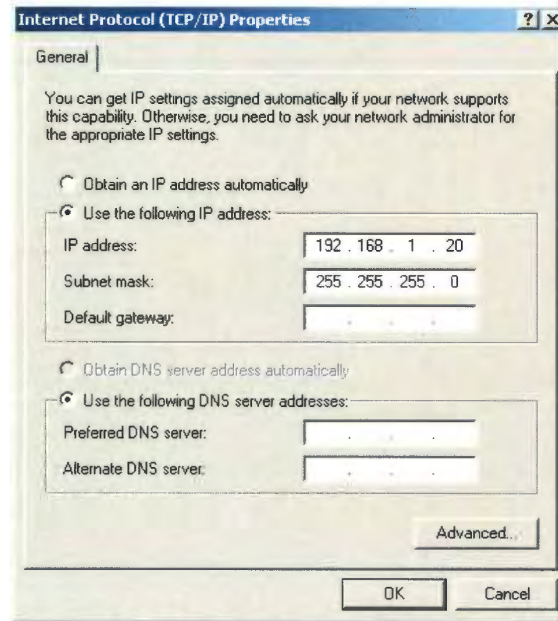 Internet Protocol (TCP/IP) Properties ? X
General
You can get IP settings assigned automatically if your network supports
this capability. Otherwise, you need to ask your network administrator for
the appropriate IP settings.
Obtain an IP address automatically
Use the following IP address:
IP address: 192 . 168 . 1 . 20
Subnet mask: 255 . 255 . 255 . 0
Default gateway: . . .
Obtain DNS server address automatically
Use the following DNS server addresses:
Preferred DNS server: . . .
Alternate DNS server: . . .
Advanced...
OK Cancel